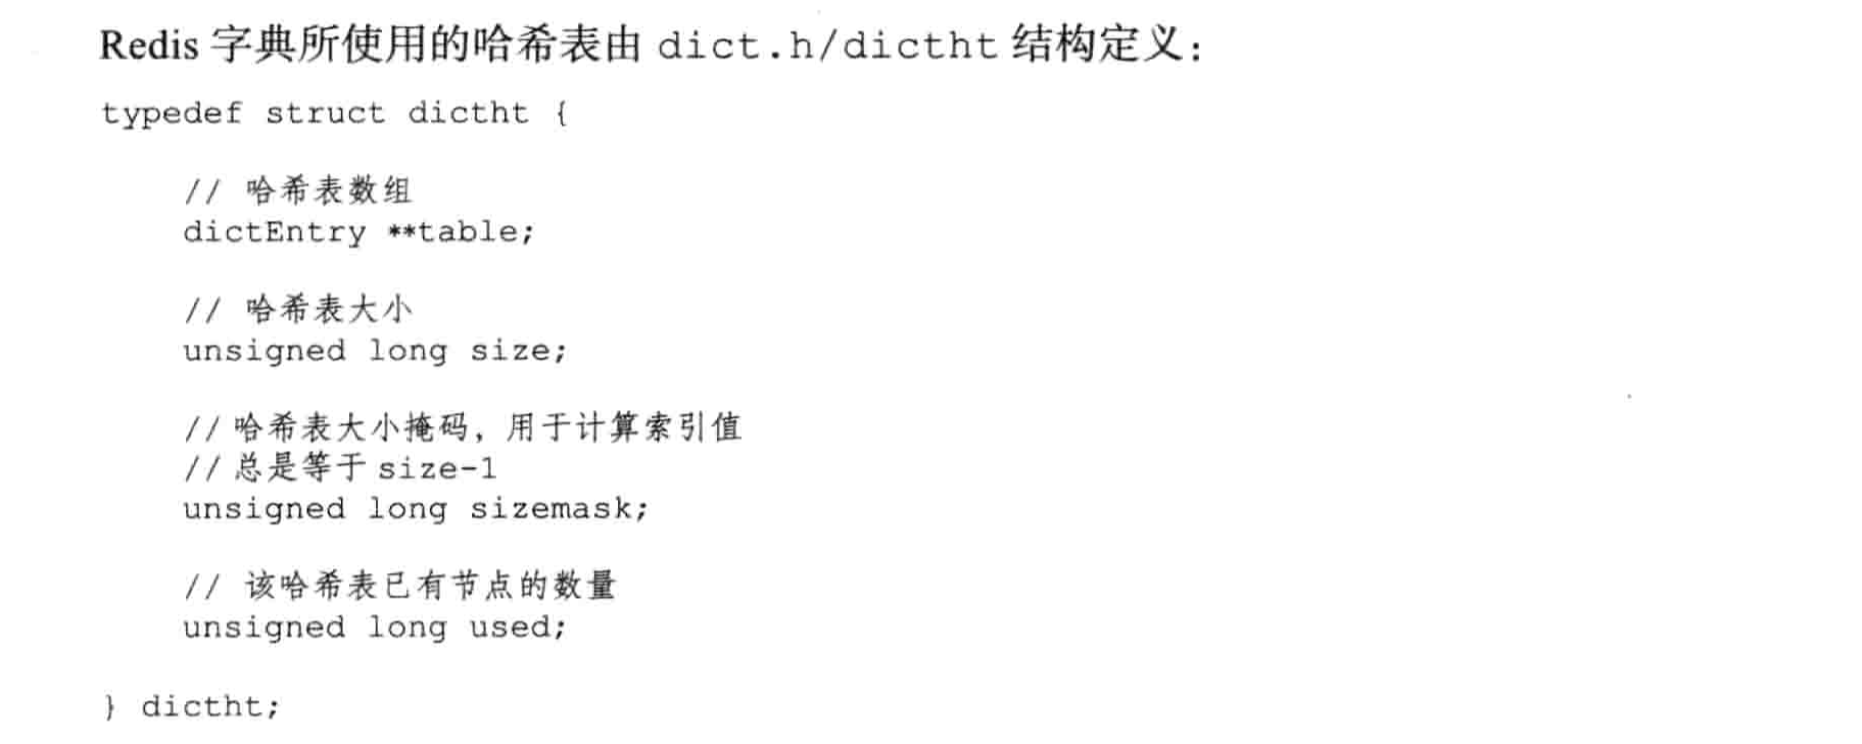 Redis 字典所使用的哈希表由 dict.h/dictht 结构定义：
typedef struct dictht {
// 哈希表数组
dictEntry **table;
// 哈希表大小
unsigned long size;
// 哈希表大小掩码，用于计算索引值
// 总是等于 size-1
unsigned long sizemask;
// 该哈希表已有节点的数量
unsigned long used;
} dictht;